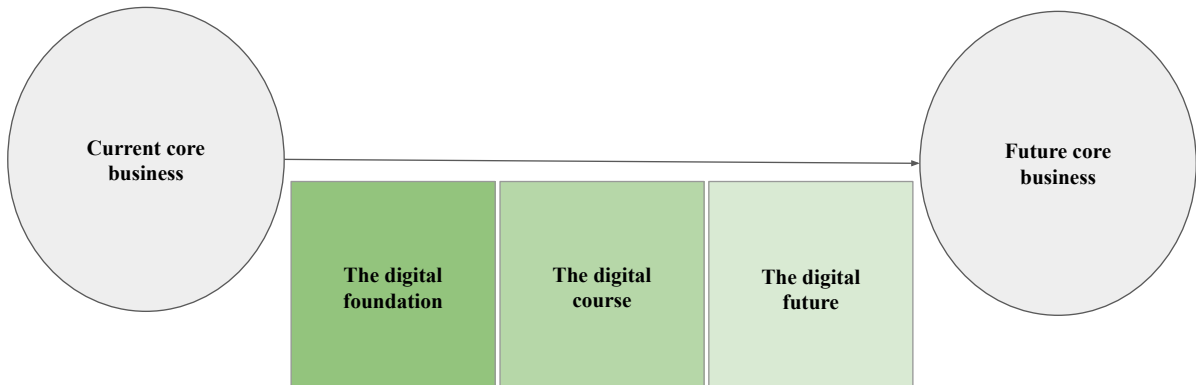 Current core
business
Future core
business
The digital
foundation
The digital
course
The digital
future